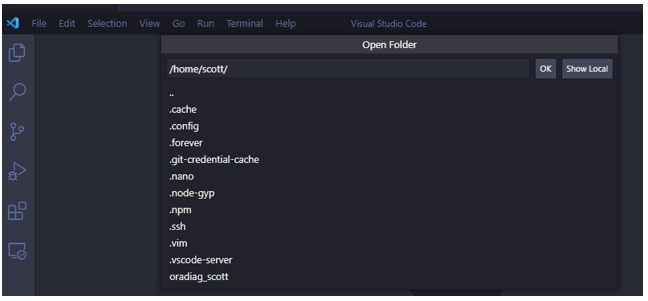 File Edit Selection View Go Run Terminal Help Visual Studio Code
Open Folder
/home/scott/ OK Show Local
..
.cache
.config
.forever
.git-credential-cache
.nano
.node-gyp
.npm
.ssh
.vim
.vscode-server
oradiag_scott